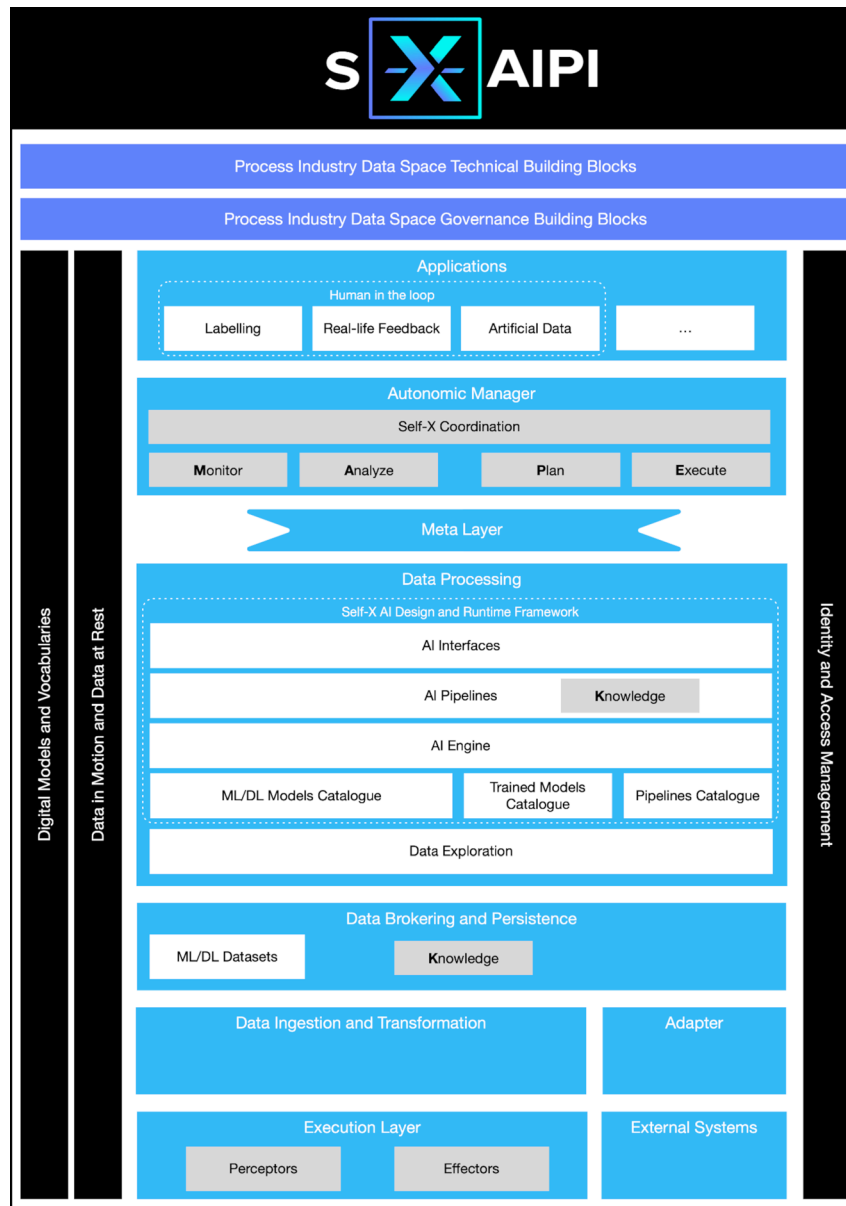 S X AIPI
Process Industry Data Space Technical Building Blocks
Process Industry Data Space Governance Building Blocks
Digital Models and Vocabularies
Data in Motion and Data at Rest
Applications
Human in the loop
Labelling
Real-life Feedback
Artificial Data
...
Autonomic Manager
Self-X Coordination
Monitor
Analyze
Plan
Execute
Meta Layer
Data Processing
Self-X AI Design and Runtime Framework
AI Interfaces
AI Pipelines
Knowledge
AI Engine
ML/DL Models Catalogue
Trained Models
Catalogue
Pipelines Catalogue
Data Exploration
Data Brokering and Persistence
ML/DL Datasets
Knowledge
Data Ingestion and Transformation
Adapter
Execution Layer
Perceptors
Effectors
External Systems
Identity and Access Management